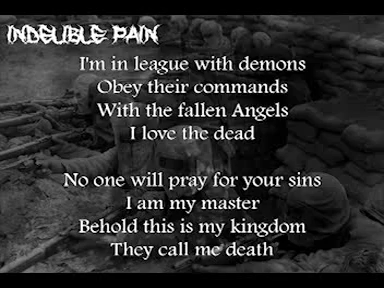 INDELIBLE PAIN
I'm in league with demons
Obey their commands
With the fallen Angels
I love the dead
No one will pray for your sins
I am my master
Behold this is my kingdom
They call me death